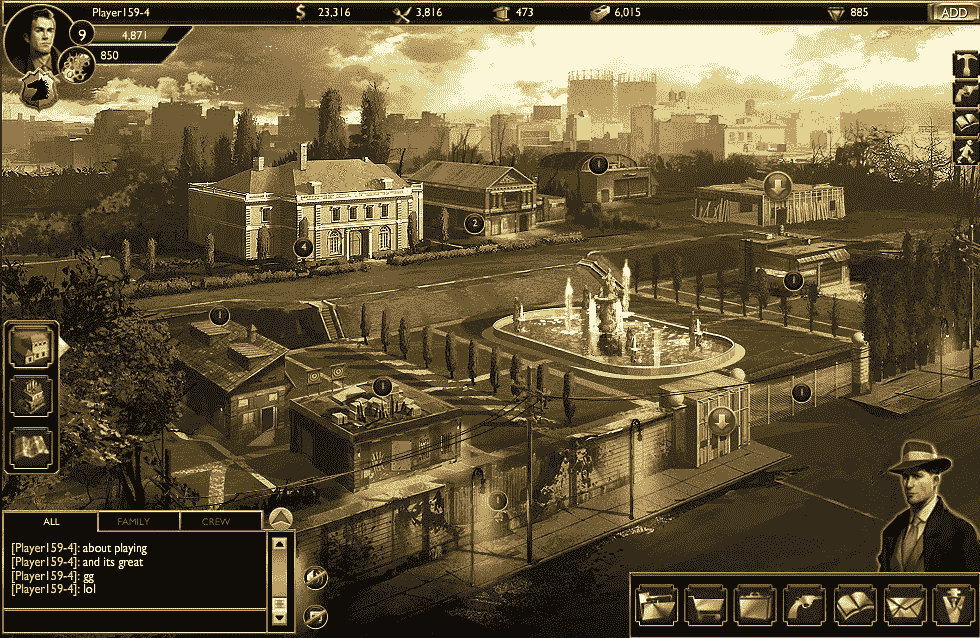 Player159-4
$ 23,316
3,816
473
6,015
885
ADD
9
4,871
850
1
4
2
1
1
1
1
1
ALL
FAMILY
CREW
[Player159-4]: about playing
[Player159-4]: and its great
[Player159-4]: gg
[Player159-4]: lol